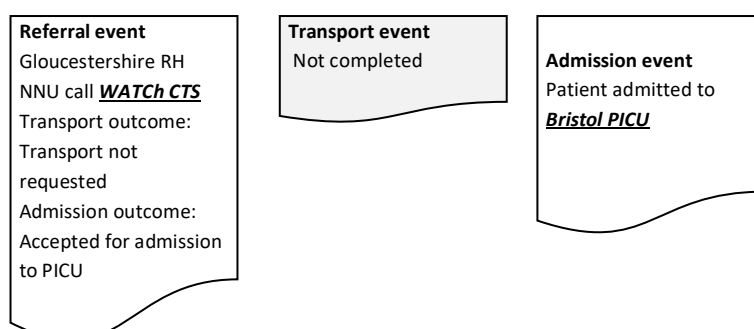 Referral event
Gloucestershire RH
NNU call WATCh CTS
Transport outcome:
Transport not
requested
Admission outcome:
Accepted for admission
to PICU
Transport event
Not completed
Admission event
Patient admitted to
Bristol PICU